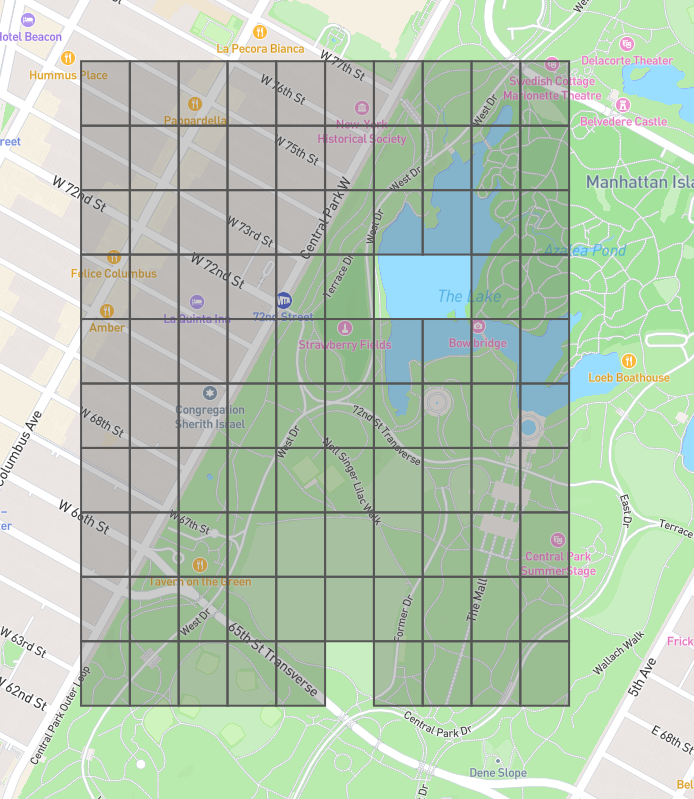 Hotel Beacon
La Pecora Bianca
W 77th St
West
Delacorte Theater
Hummus Place
W 76th St
Swedish Cottage
Marionette Theatre
Pappardella
New-York
Historical Society
West Dr
Belvedere Castle
reet
W 75th St
W 72nd St
West Dr
Manhattan Isla
Central Park W
W 73rd St
West Dr
Azalea Pond
Felice Columbus
W 72nd St
Terrace Dr
The Lake
La Quinta Inn
72nd Street
Amber
Strawberry Fields
Bow bridge
Loeb Boathouse
Congregation
Sherith Israel
W 68th St
72nd St Transverse
Columbus Ave
West Dr
Neil Singer Lilac Walk
W 66th St
W 67th St
East Dr
Terrace
er
Central Park
SummerStage
Tavern on the Green
Former Dr
The Mall
West Dr
65th St Transverse
W 63rd St
Wallach Walk
Frick
W 62nd St
Central Park Outer Loop
5th Ave
Central Park Dr
E 68th St
Dene Slope
Dr
Bel